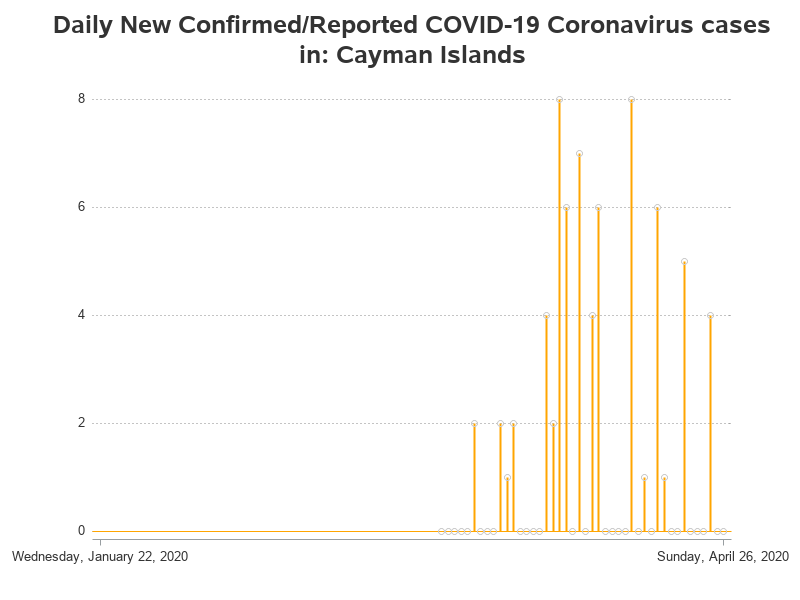 Daily New Confirmed/Reported COVID-19 Coronavirus cases
in: Cayman Islands
8
6
4
2
0
Wednesday, January 22, 2020
Sunday, April 26, 2020